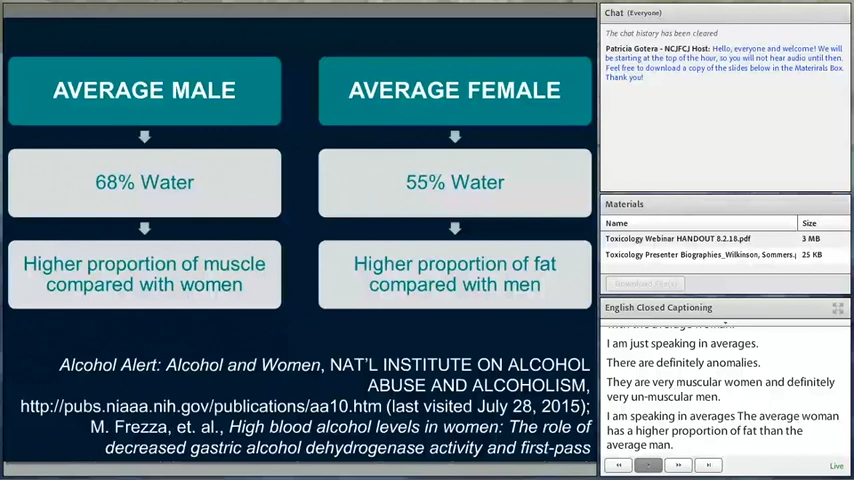 AVERAGE MALE
68% Water
Higher proportion of muscle
compared with women
AVERAGE FEMALE
55% Water
Higher proportion of fat
compared with men
Alcohol Alert: Alcohol and Women, NAT'L INSTITUTE ON ALCOHOL
ABUSE AND ALCOHOLISM,
http://pubs.niaaa.nih.gov/publications/aa10.htm (last visited July 28, 2015);
M. Frezza, et. al., High blood alcohol levels in women: The role of
decreased gastric alcohol dehydrogenase activity and first-pass
Chat (Everyone)
The chat history has been cleared
Patricia Gotera - NCJFCJ Host: Hello, everyone and welcome! We will
be starting at the top of the hour, so you will not hear audio until then.
Feel free to download a copy of the slides below in the Materirals Box.
Thank you!
Materials
Name Size
Toxicology Webinar HANDOUT 8.2.18.pdf 3 MB
Toxicology Presenter Biographies_Wilkinson, Sommers.p 25 KB
Download File(s)
English Closed Captioning
I am just speaking in averages.
There are definitely anomalies.
They are very muscular women and definitely
very un-muscular men.
I am speaking in averages The average woman
has a higher proportion of fat than the
average man.
Live